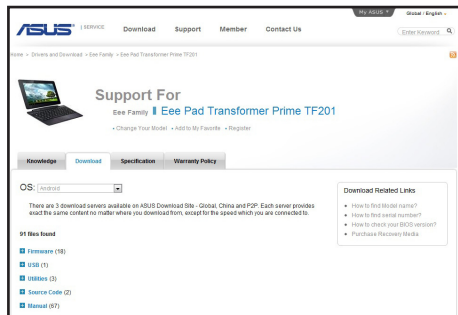 My ASUS
Global / English
ASUS | SERVICE
Download Support Member Contact Us
Enter Keyword
Home > Drivers and Download > Eee Family > Eee Pad Transformer Prime TF201
Support For
Eee Family Eee Pad Transformer Prime TF201
Change Your Model Add to My Favorite Register
Knowledge Download Specification Warranty Policy
OS: Android
There are 3 download servers available on ASUS Download Site - Global, China and P2P. Each server provides
exact the same content no matter where you download from, except for the speed which you are connected to.
91 files found
Firmware (18)
USB (1)
Utilities (3)
Source Code (2)
Manual (67)
Download Related Links
How to find Model name?
How to find serial number?
How to check your BIOS version?
Purchase Recovery Media